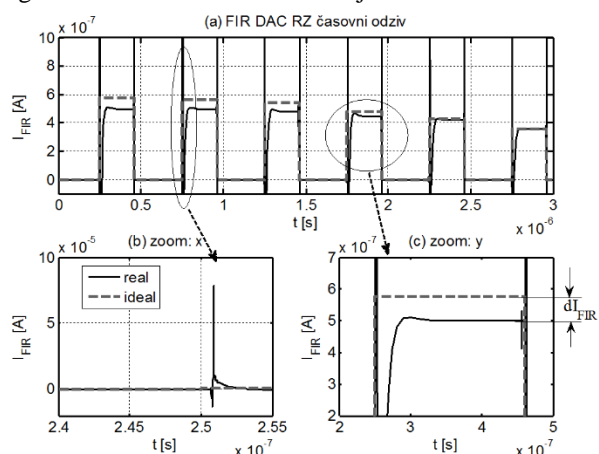 (a) FIR DAC RZ časovni odziv
x 10^-7
I_FIR [A]
10
8
6
4
2
0
0 0.5 1 1.5 2 2.5 3
t [s]
x 10^-6
(b) zoom: x
x 10^-5
I_FIR [A]
10
5
0
real
ideal
2.4 2.45 2.5 2.55
t [s]
x 10^-7
(c) zoom: y
x 10^-7
I_FIR [A]
7
6
5
4
3
2
2 3 4 5
t [s]
x 10^-7
dI_FIR